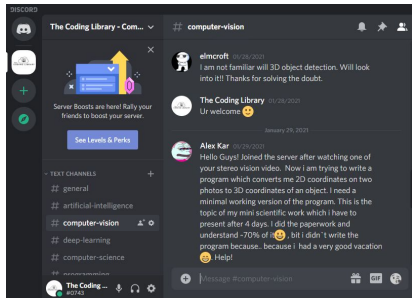 DISCORD
The Coding Library - Com...
# computer-vision
Server Boosts are here! Rally your
friends to boost your server.
See Levels & Perks
TEXT CHANNELS
# general
# artificial-intelligence
# computer-vision
# deep-learning
# computer-science
# programming
The Coding ...
#0743
elmcroft 01/28/2021
I am not familiar will 3D object detection. Will look
into it!! Thanks for solving the doubt.
The Coding Library 01/28/2021
Ur welcome
January 29, 2021
Alex Kar 01/29/2021
Hello Guys! Joined the server after watching one of
your stereo vision video. Now i am trying to write a
program which converts me 2D coordinates on two
photos to 3D coordinates of an object. I need a
minimal working version of the program. This is the
topic of my mini scientific work which i have to
present after 4 days. I did the paperwork and
understand ~70% of it , bit i didn`t write the
program because.. because i had a very good vacation
. Help!
Message #computer-vision
GIF